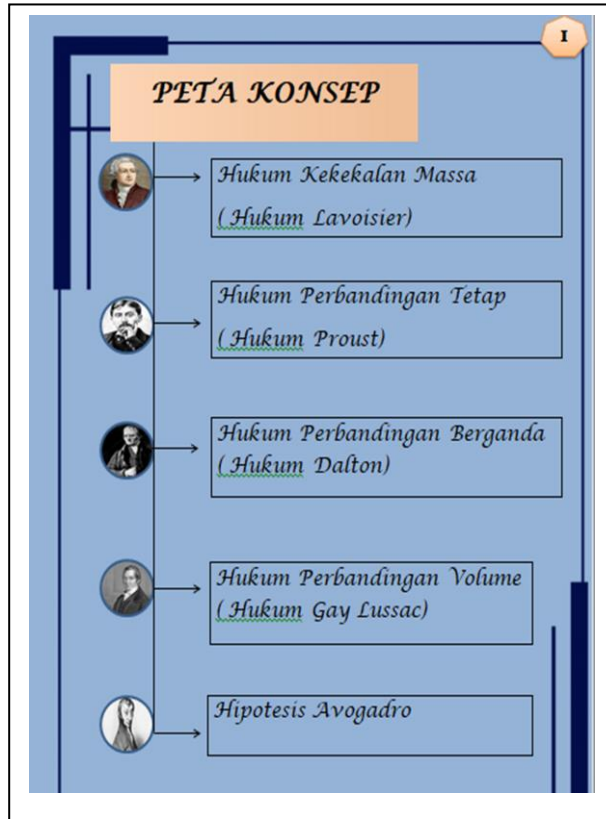 I
PETA KONSEP
Hukum Kekekalan Massa
( Hukum Lavoisier)
Hukum Perbandingan Tetap
( Hukum Proust)
Hukum Perbandingan Berganda
( Hukum Dalton)
Hukum Perbandingan Volume
( Hukum Gay Lussac)
Hipotesis Avogadro